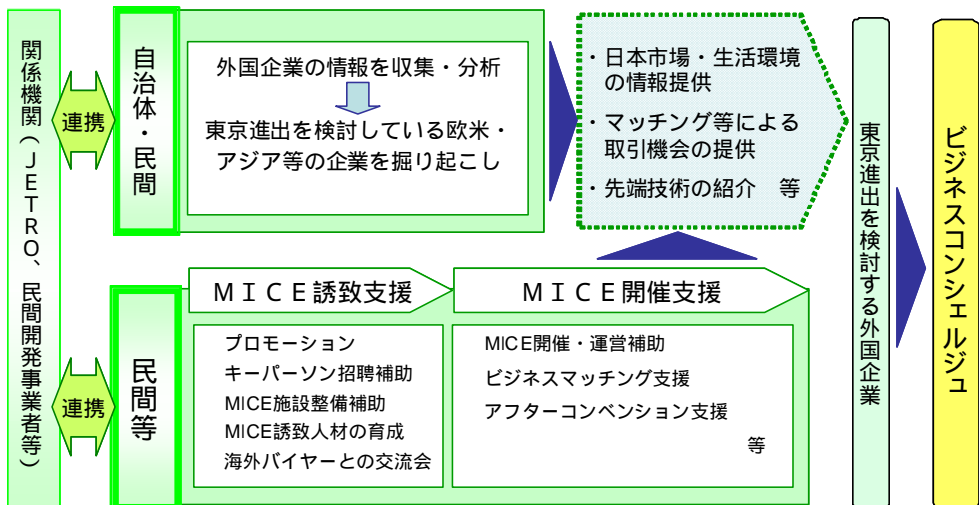 関係機関(JETRO、民間開発事業者等)
連携
自治体・民間
外国企業の情報を収集・分析
東京進出を検討している欧米・
アジア等の企業を掘り起こし
・日本市場・生活環境
の情報提供
・マッチング等による
取引機会の提供
・先端技術の紹介 等
連携
民間等
MICE誘致支援
プロモーション
キーパーソン招聘補助
MICE施設整備補助
MICE誘致人材の育成
海外バイヤーとの交流会
MICE開催支援
MICE開催・運営補助
ビジネスマッチング支援
アフターコンベンション支援
等
東京進出を検討する外国企業
ビジネスコンシェルジュ